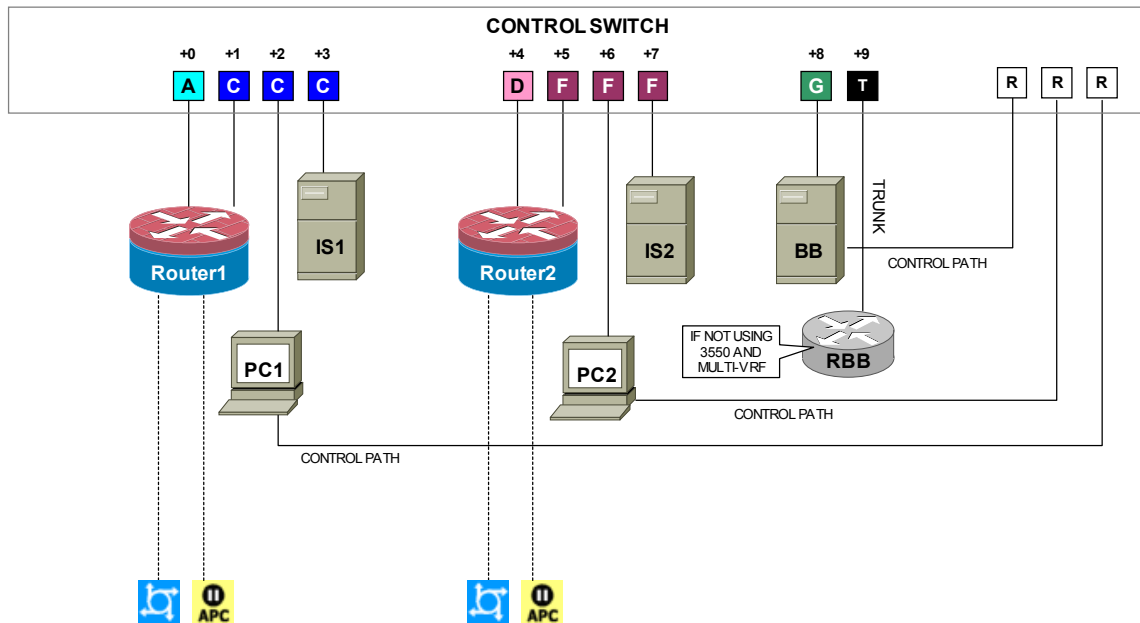 CONTROL SWITCH
+0 +1 +2 +3 +4 +5 +6 +7 +8 +9
A C C C D F F F G T R R R
TRUNK
IS1 IS2 BB
CONTROL PATH
Router1 Router2
IF NOT USING
3550 AND
MULTI-VRF
RBB
PC1 PC2
CONTROL PATH
CONTROL PATH
APC APC